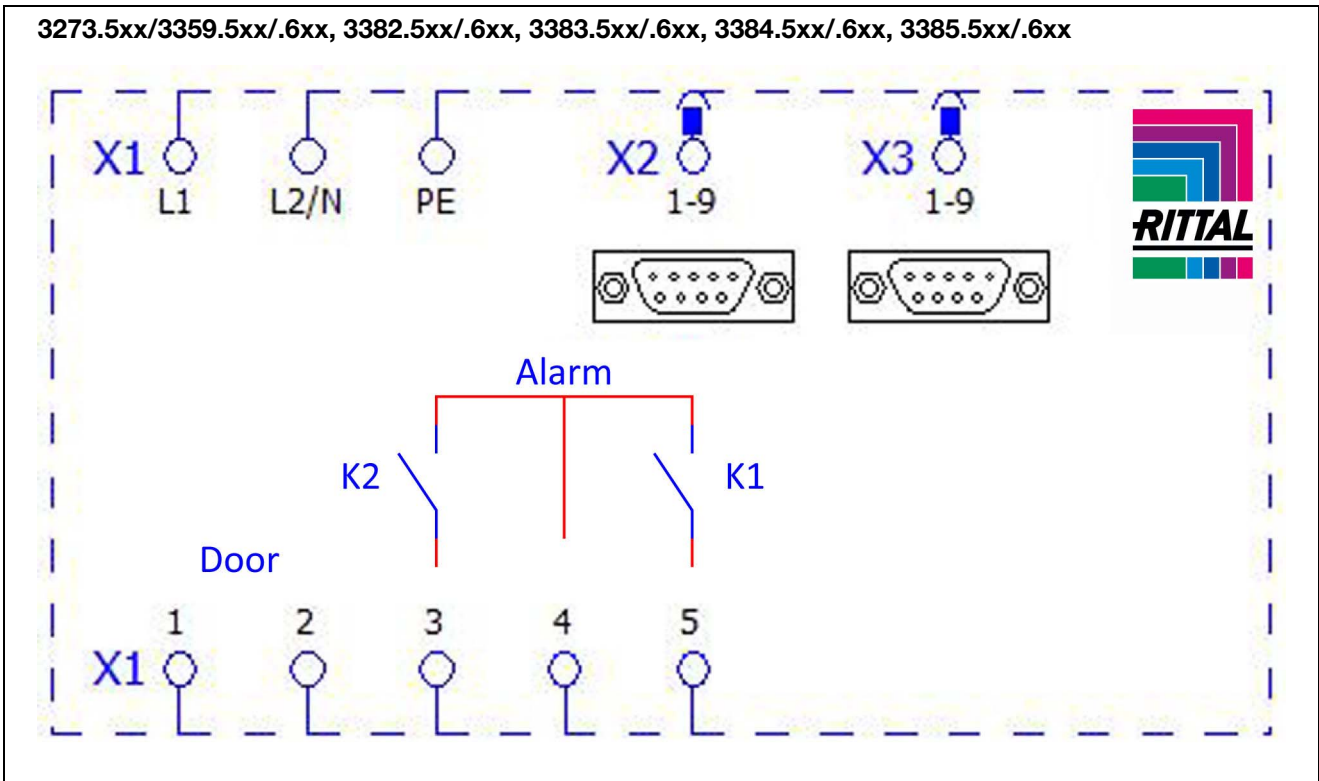 3273.5xx/3359.5xx/.6xx, 3382.5xx/.6xx, 3383.5xx/.6xx, 3384.5xx/.6xx, 3385.5xx/.6xx
X1 X2 X3
L1 L2/N PE 1-9 1-9
RITTAL
Alarm
K2 K1
Door
1 2 3 4 5
X1